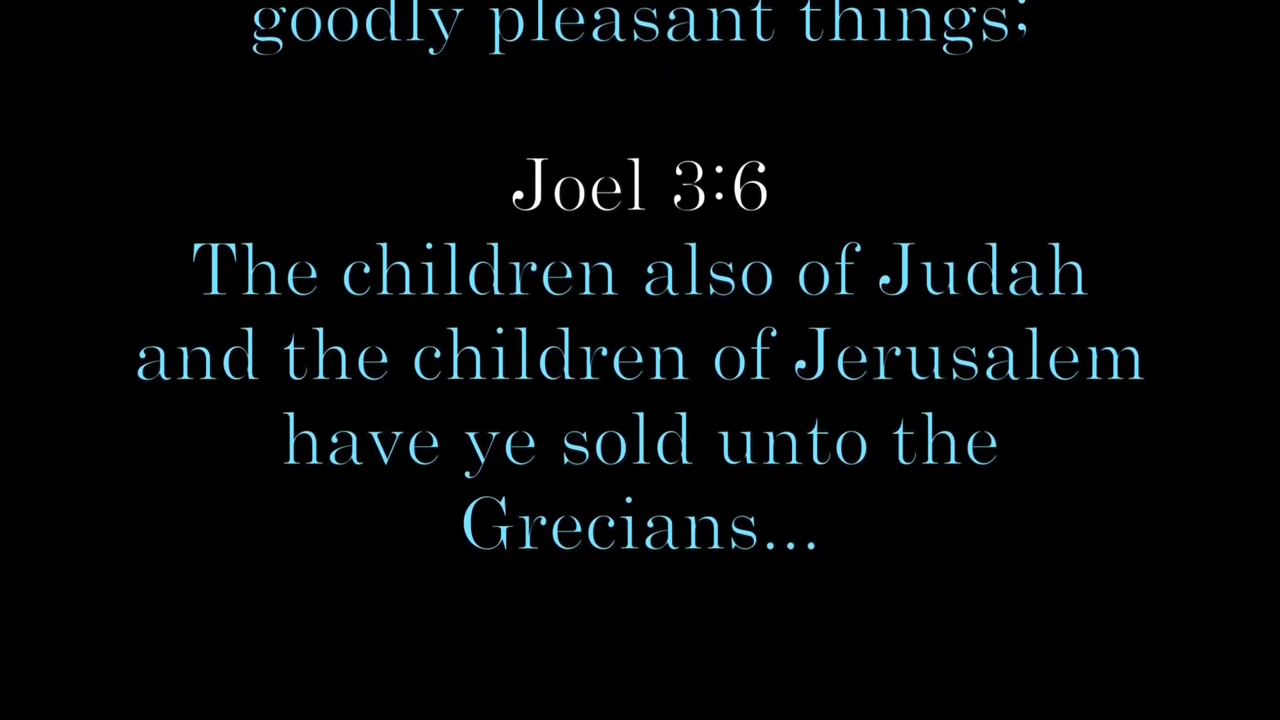 goodly pleasant things;
Joel 3:6
The children also of Judah
and the children of Jerusalem
have ye sold unto the
Grecians...